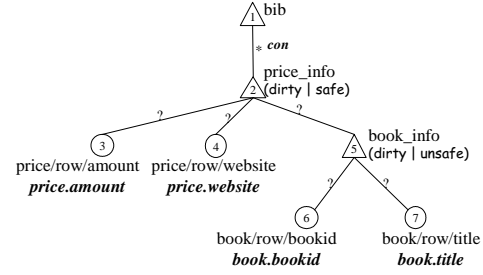 1 bib
* con
2 price_info
(dirty | safe)
? ? ?
3 4 book_info
5 (dirty | unsafe)
price/row/amount price/row/website
price.amount price.website
? ?
6 7
book/row/bookid book/row/title
book.bookid book.title